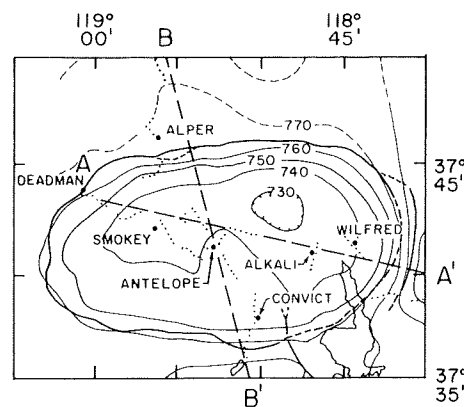 119° 00'
118° 45'
B
ALPER
770
760
750
740
730
37° 45'
A
DEADMAN
SMOKEY
WILFRED
ANTELOPE
ALKALI
CONVICT
A'
B'
37° 35'